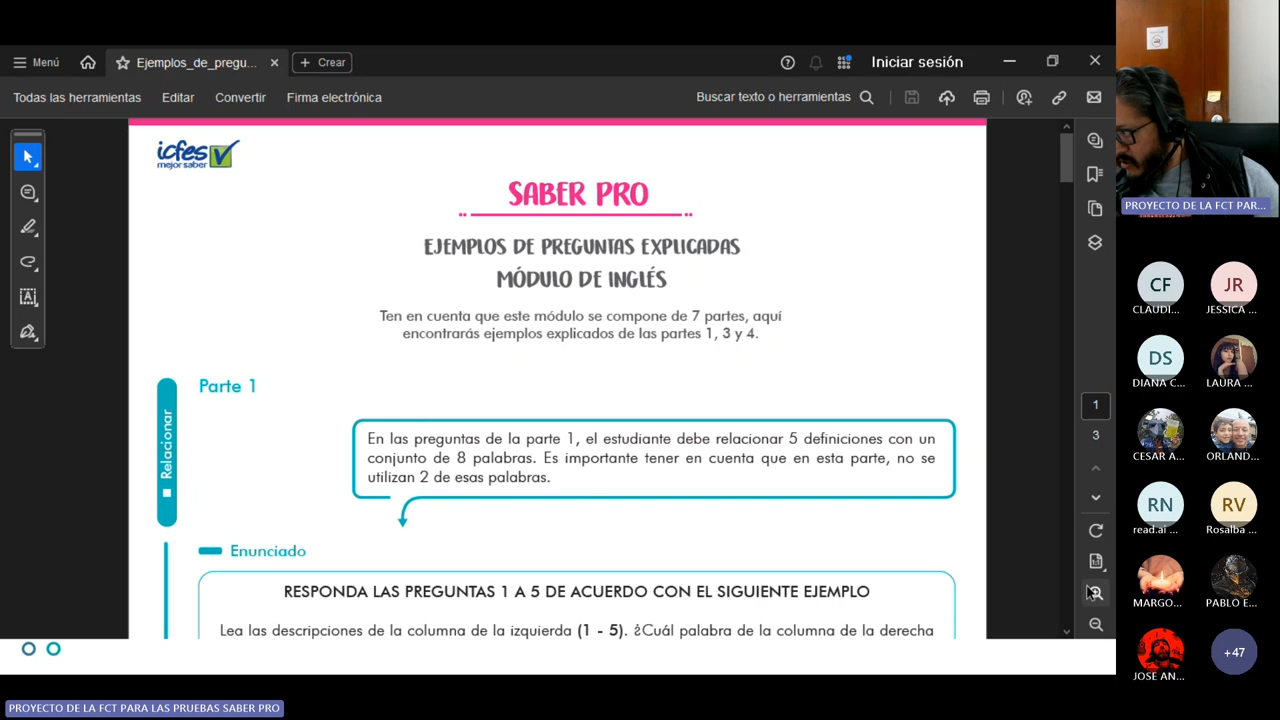 Menú
Ejemplos_de_pregu...
Crear
Iniciar sesión
Todas las herramientas
Editar
Convertir
Firma electrónica
Buscar texto o herramientas
icfes
mejor saber
SABER PRO
EJEMPLOS DE PREGUNTAS EXPLICADAS
MÓDULO DE INGLÉS
Ten en cuenta que este módulo se compone de 7 partes, aquí
encontrarás ejemplos explicados de las partes 1, 3 y 4.
Relacionar
Parte 1
En las preguntas de la parte 1, el estudiante debe relacionar 5 definiciones con un
conjunto de 8 palabras. Es importante tener en cuenta que en esta parte, no se
utilizan 2 de esas palabras.
Enunciado
RESPONDA LAS PREGUNTAS 1 A 5 DE ACUERDO CON EL SIGUIENTE EJEMPLO
Lea las descripciones de la columna de la izquierda (1 - 5). ¿Cuál palabra de la columna de la derecha
1
3
PROYECTO DE LA FCT PAR...
CF
CLAUDI...
JR
JESSICA ...
DS
DIANA C...
LAURA ...
CESAR A...
ORLAND...
RN
read.ai ...
RV
Rosalba ...
MARGO...
PABLO E...
JOSE AN...
+47
PROYECTO DE LA FCT PARA LAS PRUEBAS SABER PRO